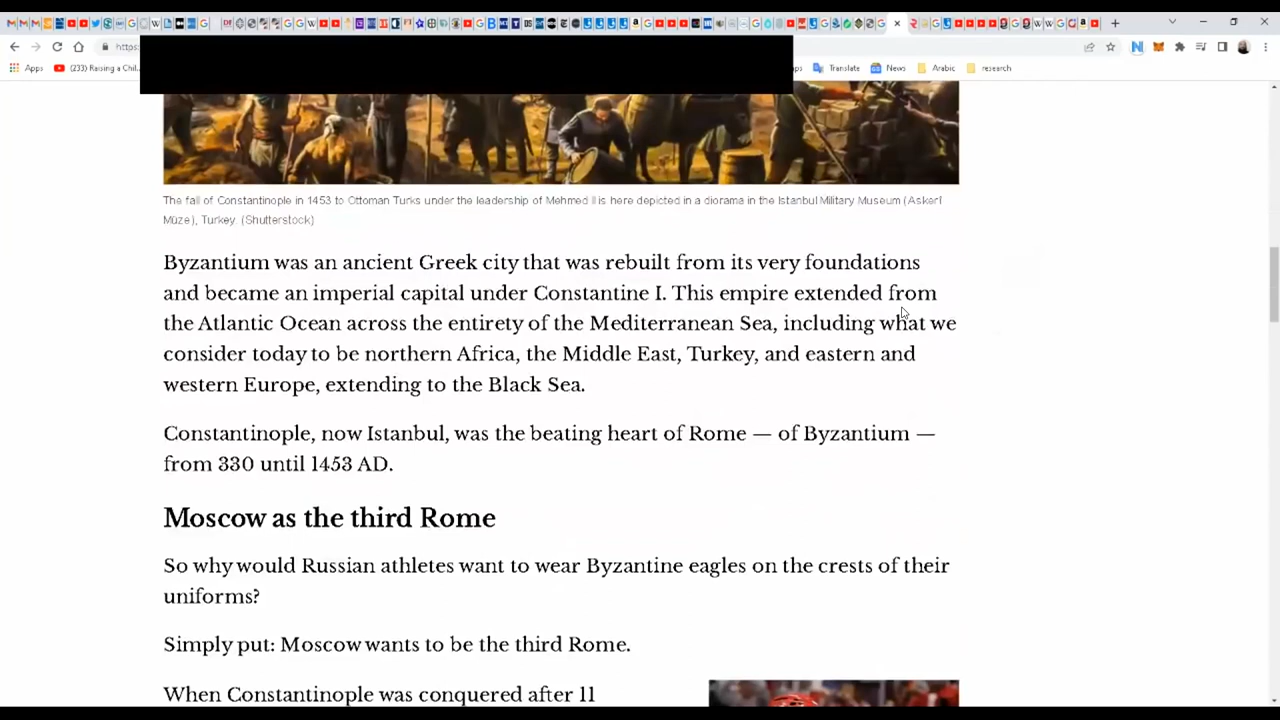 https:
Apps
(233) Raising a Chil...
Translate
News
Arabic
research
The fall of Constantinople in 1453 to Ottoman Turks under the leadership of Mehmed II is here depicted in a diorama in the Istanbul Military Museum (Askerî
Müze), Turkey. (Shutterstock)
Byzantium was an ancient Greek city that was rebuilt from its very foundations
and became an imperial capital under Constantine I. This empire extended from
the Atlantic Ocean across the entirety of the Mediterranean Sea, including what we
consider today to be northern Africa, the Middle East, Turkey, and eastern and
western Europe, extending to the Black Sea.
Constantinople, now Istanbul, was the beating heart of Rome — of Byzantium —
from 330 until 1453 AD.
Moscow as the third Rome
So why would Russian athletes want to wear Byzantine eagles on the crests of their
uniforms?
Simply put: Moscow wants to be the third Rome.
When Constantinople was conquered after 11